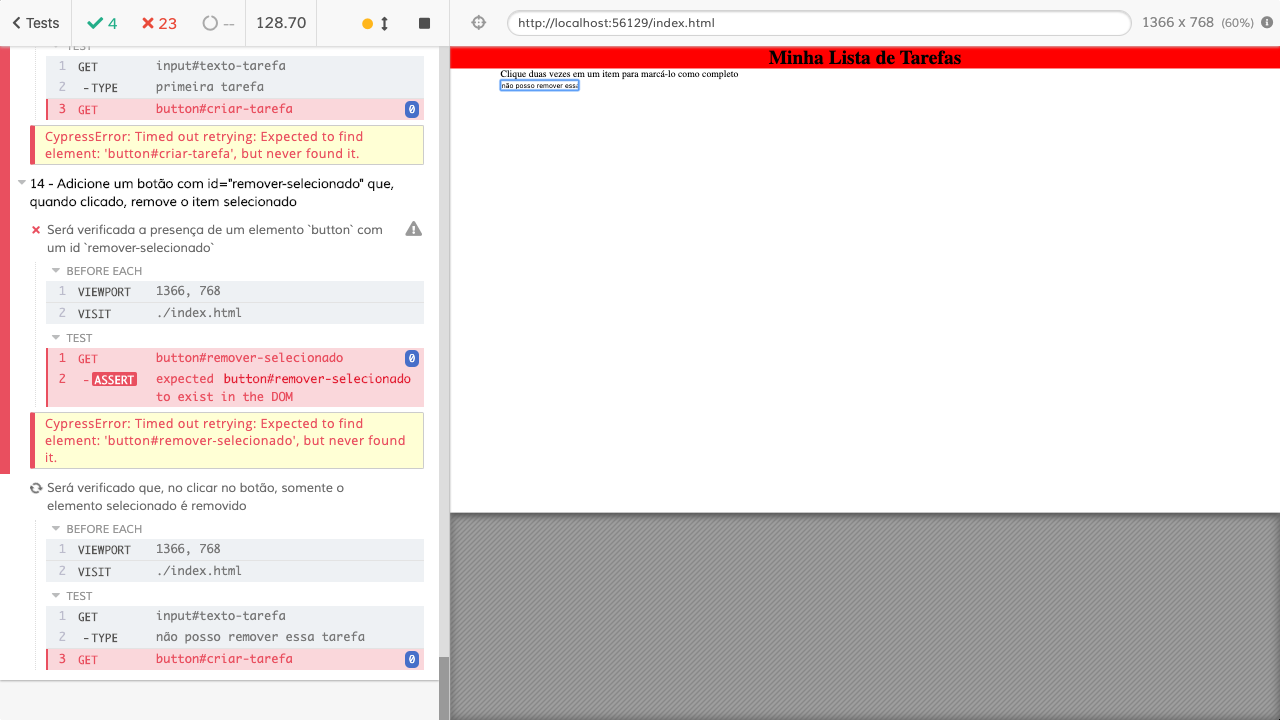 Tests
4
23
--
128.70
http://localhost:56129/index.html
1366 x 768 (60%)
TEST
1 GET input#texto-tarefa
2 -TYPE primeira tarefa
3 GET button#criar-tarefa 0
CypressError: Timed out retrying: Expected to find
element: 'button#criar-tarefa', but never found it.
14 - Adicione um botão com id="remover-selecionado" que,
quando clicado, remove o item selecionado
Será verificada a presença de um elemento `button` com
um id `remover-selecionado`
BEFORE EACH
1 VIEWPORT 1366, 768
2 VISIT ./index.html
TEST
1 GET button#remover-selecionado 0
2 -ASSERT expected button#remover-selecionado
to exist in the DOM
CypressError: Timed out retrying: Expected to find
element: 'button#remover-selecionado', but never found
it.
Será verificado que, no clicar no botão, somente o
elemento selecionado é removido
BEFORE EACH
1 VIEWPORT 1366, 768
2 VISIT ./index.html
TEST
1 GET input#texto-tarefa
2 -TYPE não posso remover essa tarefa
3 GET button#criar-tarefa 0
Minha Lista de Tarefas
Clique duas vezes em um item para marcá-lo como completo
não posso remover essa